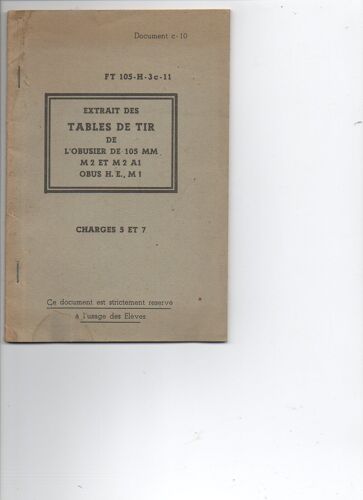 Document c-10
FT 105-H-3c-11
EXTRAIT DES
TABLES DE TIR
DE
L'OBUSIER DE 105 MM
M 2 ET M 2 A1
OBUS H. E., M 1
CHARGES 5 ET 7
Ce document est strictement reservé
à l'usage des Elèves